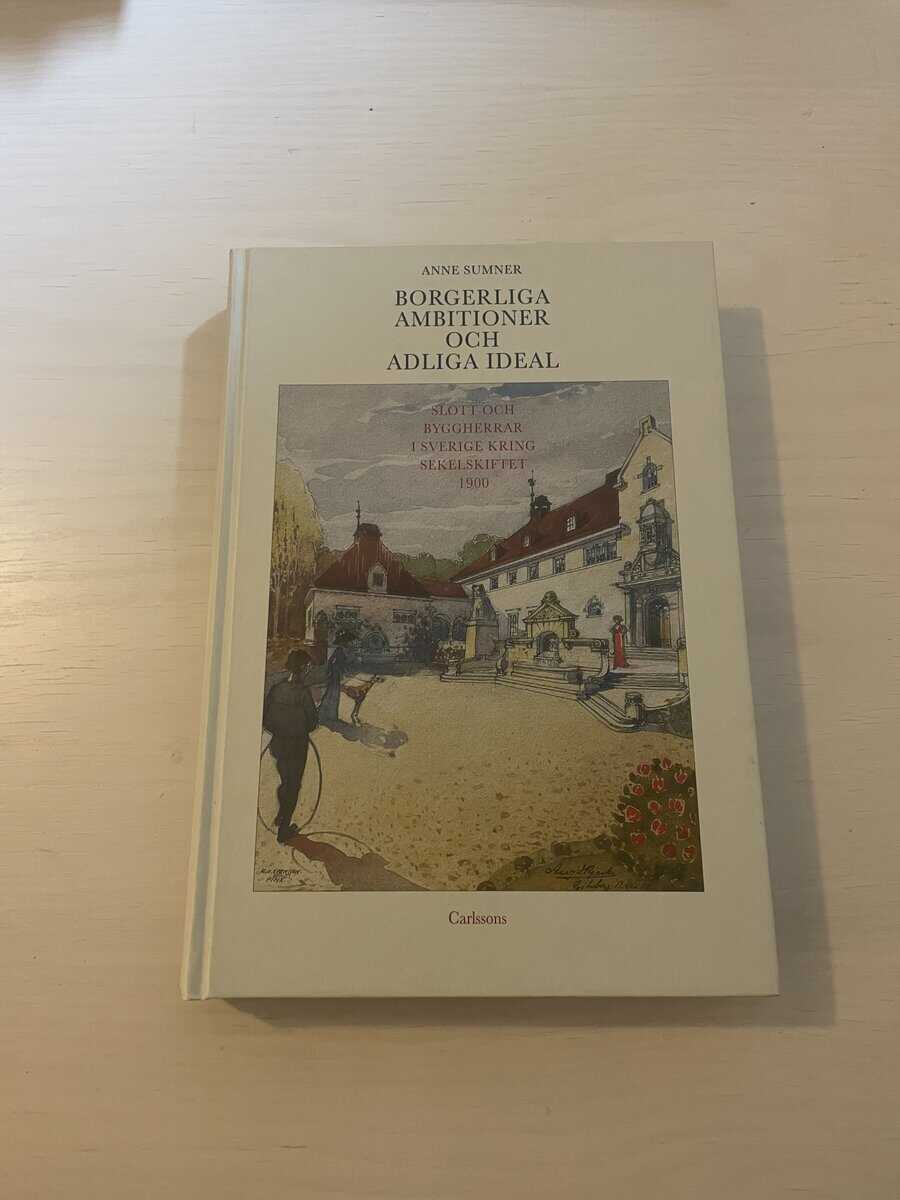 ANNE SUMNER
BORGERLIGA
AMBITIONER
OCH
ADLIGA IDEAL
SLOTT OCH
BYGGHERRAR
I SVERIGE KRING
SEKELSKIFTET
1900
Carlssons